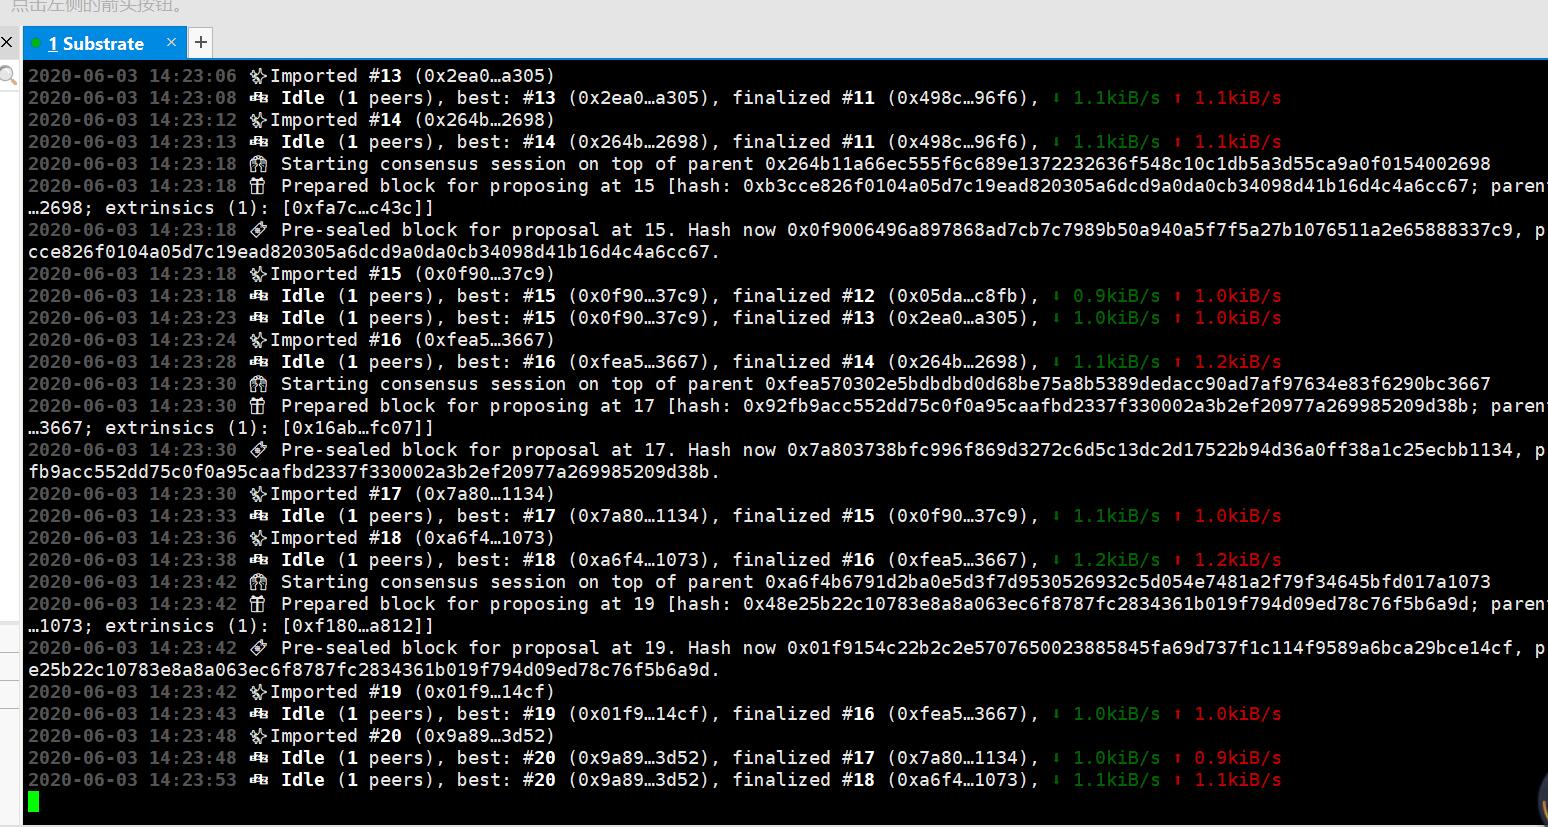 点击左侧的箭头按钮。
1 Substrate × +
2020-06-03 14:23:06 Imported #13 (0x2ea0…a305)
2020-06-03 14:23:08 Idle (1 peers), best: #13 (0x2ea0…a305), finalized #11 (0x498c…96f6), ⬇ 1.1kiB/s ⬆ 1.1kiB/s
2020-06-03 14:23:12 Imported #14 (0x264b…2698)
2020-06-03 14:23:13 Idle (1 peers), best: #14 (0x264b…2698), finalized #11 (0x498c…96f6), ⬇ 1.1kiB/s ⬆ 1.1kiB/s
2020-06-03 14:23:18 Starting consensus session on top of parent 0x264b11a66ec555f6c689e1372232636f548c10c1db5a3d55ca9a0f0154002698
2020-06-03 14:23:18 Prepared block for proposing at 15 [hash: 0xb3cce826f0104a05d7c19ead820305a6dcd9a0da0cb34098d41b16d4c4a6cc67; paren
…2698; extrinsics (1): [0xfa7c…c43c]]
2020-06-03 14:23:18 Pre-sealed block for proposal at 15. Hash now 0x0f9006496a897868ad7cb7c7989b50a940a5f7f5a27b1076511a2e65888337c9, p
cce826f0104a05d7c19ead820305a6dcd9a0da0cb34098d41b16d4c4a6cc67.
2020-06-03 14:23:18 Imported #15 (0x0f90…37c9)
2020-06-03 14:23:18 Idle (1 peers), best: #15 (0x0f90…37c9), finalized #12 (0x05da…c8fb), ⬇ 0.9kiB/s ⬆ 1.0kiB/s
2020-06-03 14:23:23 Idle (1 peers), best: #15 (0x0f90…37c9), finalized #13 (0x2ea0…a305), ⬇ 1.0kiB/s ⬆ 1.0kiB/s
2020-06-03 14:23:24 Imported #16 (0xfea5…3667)
2020-06-03 14:23:28 Idle (1 peers), best: #16 (0xfea5…3667), finalized #14 (0x264b…2698), ⬇ 1.1kiB/s ⬆ 1.2kiB/s
2020-06-03 14:23:30 Starting consensus session on top of parent 0xfea570302e5bdbdbd0d68be75a8b5389dedacc90ad7af97634e83f6290bc3667
2020-06-03 14:23:30 Prepared block for proposing at 17 [hash: 0x92fb9acc552dd75c0f0a95caafbd2337f330002a3b2ef20977a269985209d38b; paren
…3667; extrinsics (1): [0x16ab…fc07]]
2020-06-03 14:23:30 Pre-sealed block for proposal at 17. Hash now 0x7a803738bfc996f869d3272c6d5c13dc2d17522b94d36a0ff38a1c25ecbb1134, p
fb9acc552dd75c0f0a95caafbd2337f330002a3b2ef20977a269985209d38b.
2020-06-03 14:23:30 Imported #17 (0x7a80…1134)
2020-06-03 14:23:33 Idle (1 peers), best: #17 (0x7a80…1134), finalized #15 (0x0f90…37c9), ⬇ 1.1kiB/s ⬆ 1.0kiB/s
2020-06-03 14:23:36 Imported #18 (0xa6f4…1073)
2020-06-03 14:23:38 Idle (1 peers), best: #18 (0xa6f4…1073), finalized #16 (0xfea5…3667), ⬇ 1.2kiB/s ⬆ 1.2kiB/s
2020-06-03 14:23:42 Starting consensus session on top of parent 0xa6f4b6791d2ba0e5d3f7d9530526932c5d054e7481a2f79f34645bfd017a1073
2020-06-03 14:23:42 Prepared block for proposing at 19 [hash: 0x48e25b22c10783e8a8a063ec6f8787fc2834361b019f794d09ed78c76f5b6a9d; paren
…1073; extrinsics (1): [0xf180…a812]]
2020-06-03 14:23:42 Pre-sealed block for proposal at 19. Hash now 0x01f9154c22b2c2e5707650023885845fa69d737f1c114f9589a6bca29bce14cf, p
e25b22c10783e8a8a063ec6f8787fc2834361b019f794d09ed78c76f5b6a9d.
2020-06-03 14:23:42 Imported #19 (0x01f9…14cf)
2020-06-03 14:23:43 Idle (1 peers), best: #19 (0x01f9…14cf), finalized #16 (0xfea5…3667), ⬇ 1.0kiB/s ⬆ 1.0kiB/s
2020-06-03 14:23:48 Imported #20 (0x9a89…3d52)
2020-06-03 14:23:48 Idle (1 peers), best: #20 (0x9a89…3d52), finalized #17 (0x7a80…1134), ⬇ 1.0kiB/s ⬆ 0.9kiB/s
2020-06-03 14:23:53 Idle (1 peers), best: #20 (0x9a89…3d52), finalized #18 (0xa6f4…1073), ⬇ 1.1kiB/s ⬆ 1.1kiB/s